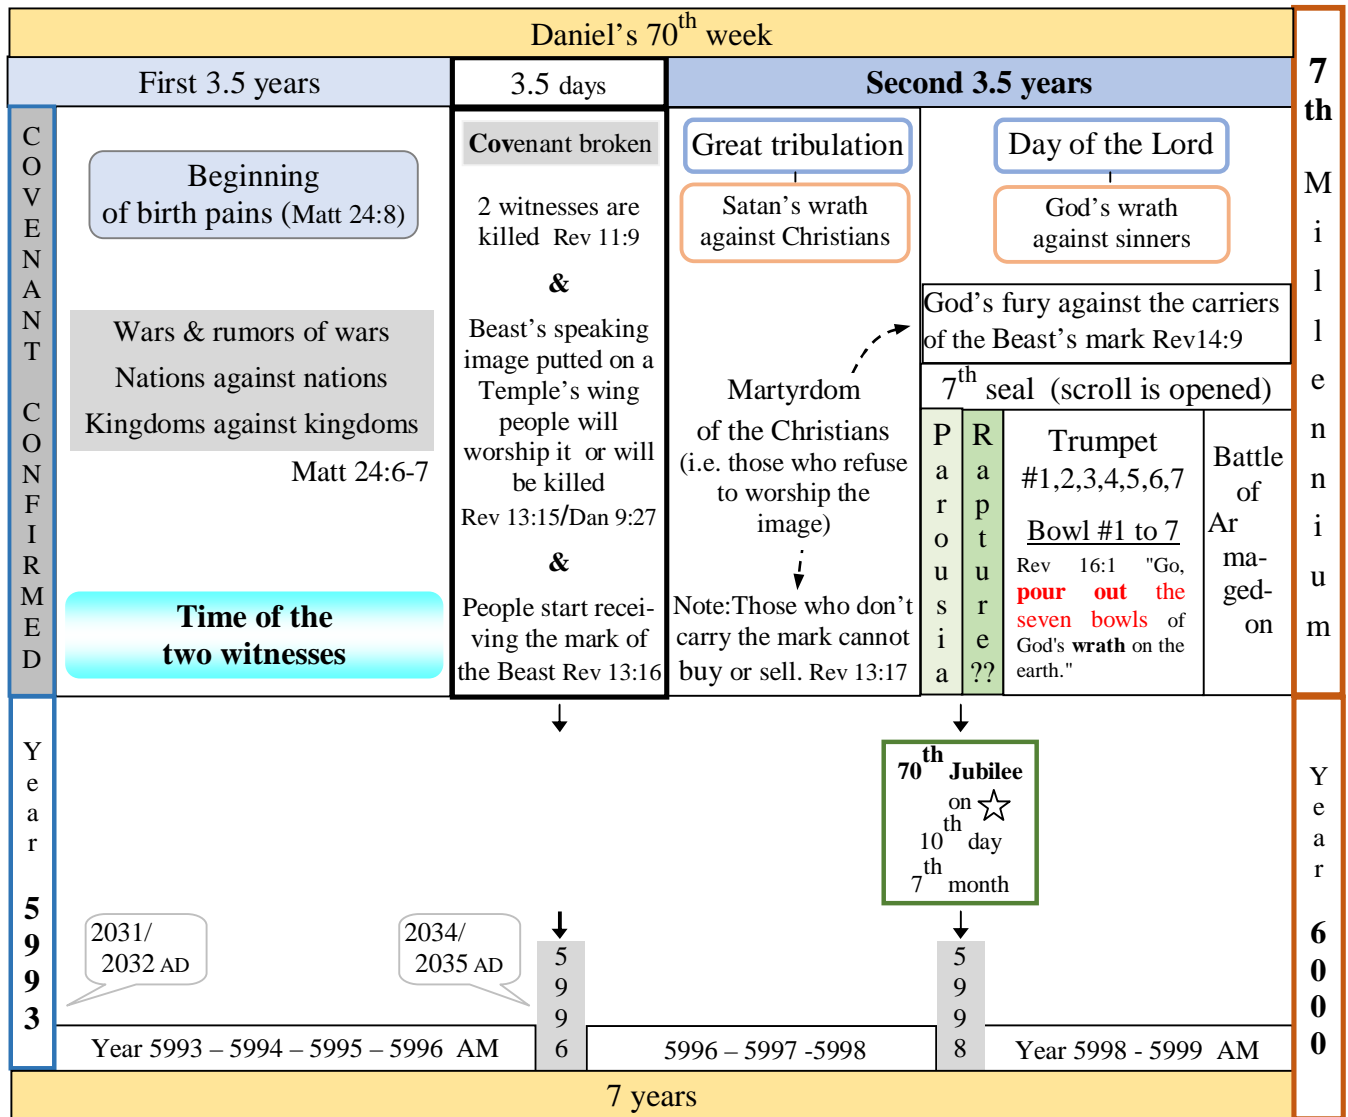 Daniel's 70th week
First 3.5 years
3.5 days
Second 3.5 years
7th Millennium
COVENANT CONFIRMED
Beginning
of birth pains (Matt 24:8)
Wars & rumors of wars
Nations against nations
Kingdoms against kingdoms
Matt 24:6-7
Time of the
two witnesses
Covenant broken
2 witnesses are
killed Rev 11:9
&
Beast's speaking
image putted on a
Temple's wing
people will
worship it or will
be killed
Rev 13:15/Dan 9:27
&
People start recei-
ving the mark of
the Beast Rev 13:16
Great tribulation
Satan's wrath
against Christians
Martyrdom
of the Christians
(i.e. those who refuse
to worship the
image)
Note:Those who don't
carry the mark cannot
buy or sell. Rev 13:17
Day of the Lord
God's wrath
against sinners
God's fury against the carriers
of the Beast's mark Rev14:9
7th seal (scroll is opened)
Parousia
Rapture??
Trumpet
#1,2,3,4,5,6,7
Bowl #1 to 7
Rev 16:1 "Go,
pour out the
seven bowls of
God's wrath on the
earth."
Battle
of
Ar
ma-
ged-
on
Year 5993
2031/
2032 AD
2034/
2035 AD
5996
70th Jubilee
on
10th day
7th month
5998
Year 6000
Year 5993 – 5994 – 5995 – 5996 AM
5996 – 5997 -5998
Year 5998 - 5999 AM
7 years